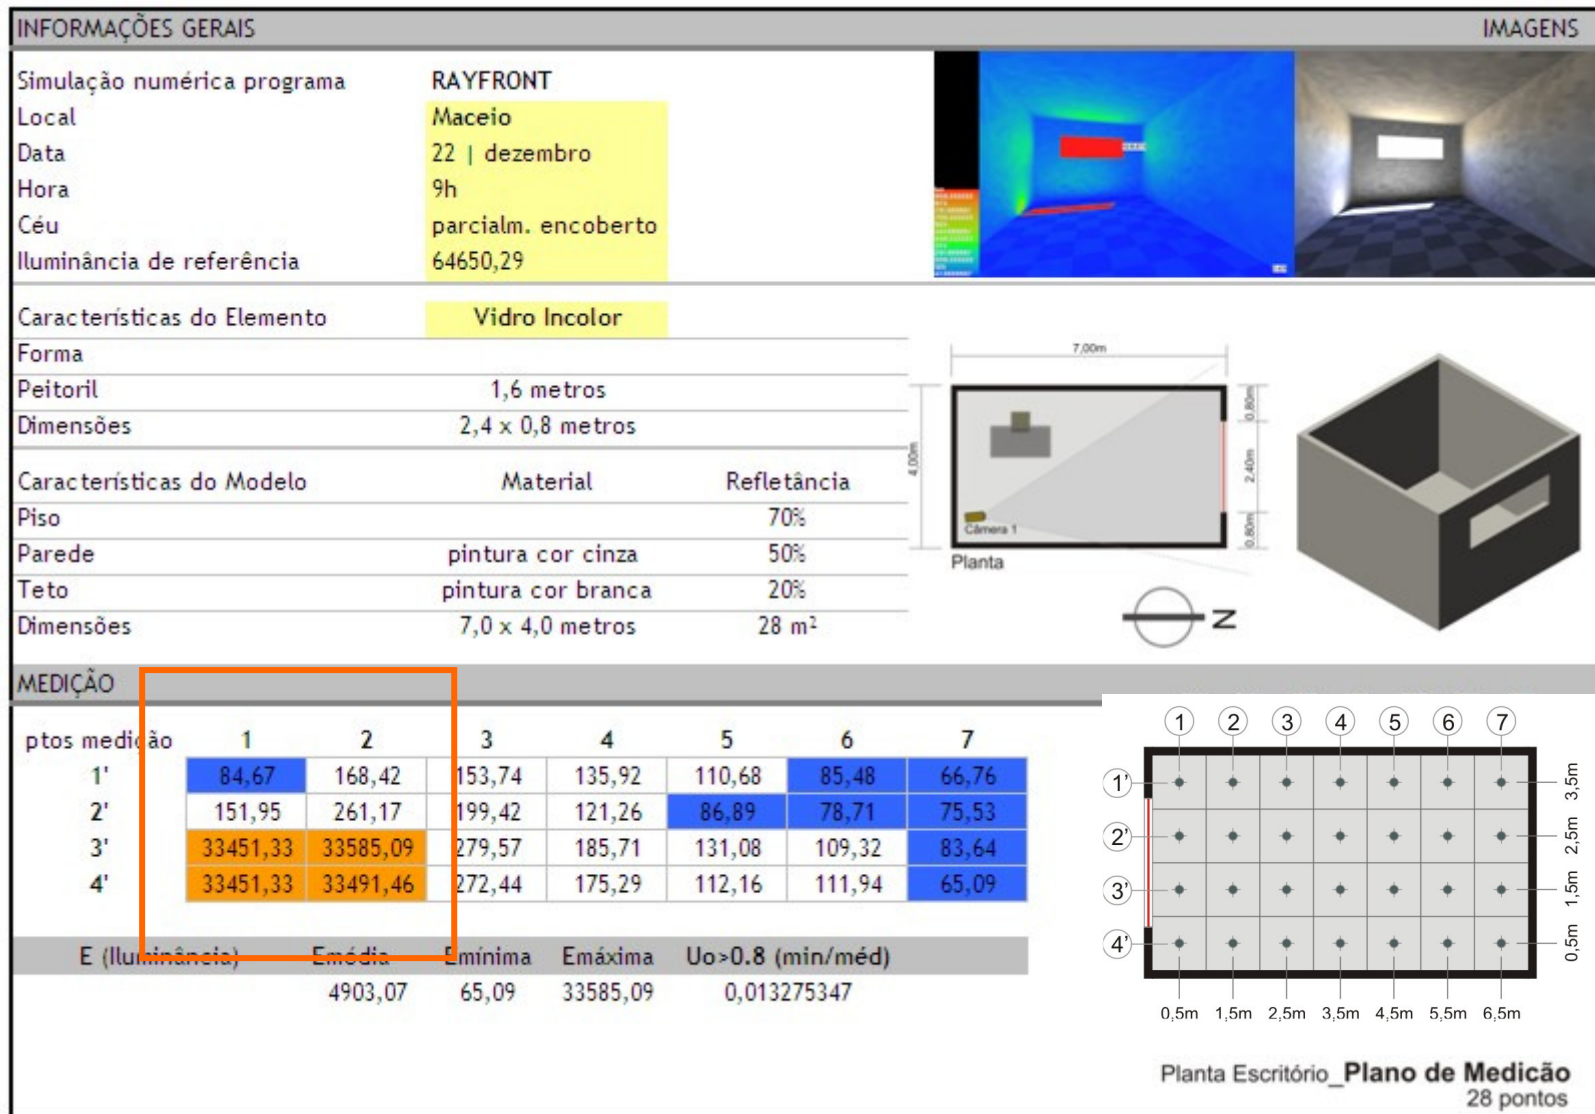 INFORMAÇÕES GERAIS IMAGENS
Simulação numérica programa RAYFRONT
Local Maceio
Data 22 | dezembro
Hora 9h
Céu parcialm. encoberto
Iluminância de referência 64650,29
Características do Elemento Vidro Incolor
Forma
Peitoril 1,6 metros
Dimensões 2,4 x 0,8 metros
Características do Modelo Material Refletância
Piso 70%
Parede pintura cor cinza 50%
Teto pintura cor branca 20%
Dimensões 7,0 x 4,0 metros 28 m²
7,00m
4,00m
0,80m
2,40m
0,80m
Câmera 1
Planta
N
MEDIÇÃO
ptos medição 1 2 3 4 5 6 7
1' 84,67 168,42 153,74 135,92 110,68 85,48 66,76
2' 151,95 261,17 199,42 121,26 86,89 78,71 75,53
3' 33451,33 33585,09 279,57 185,71 131,08 109,32 83,64
4' 33451,33 33491,46 272,44 175,29 112,16 111,94 65,09
E (Iluminância) Emédia Emínima Emáxima Uo>0.8 (min/méd)
4903,07 65,09 33585,09 0,013275347
1 2 3 4 5 6 7
1' 3,5m
2' 2,5m
3' 1,5m
4' 0,5m
0,5m 1,5m 2,5m 3,5m 4,5m 5,5m 6,5m
Planta Escritório_Plano de Medicão
28 pontos